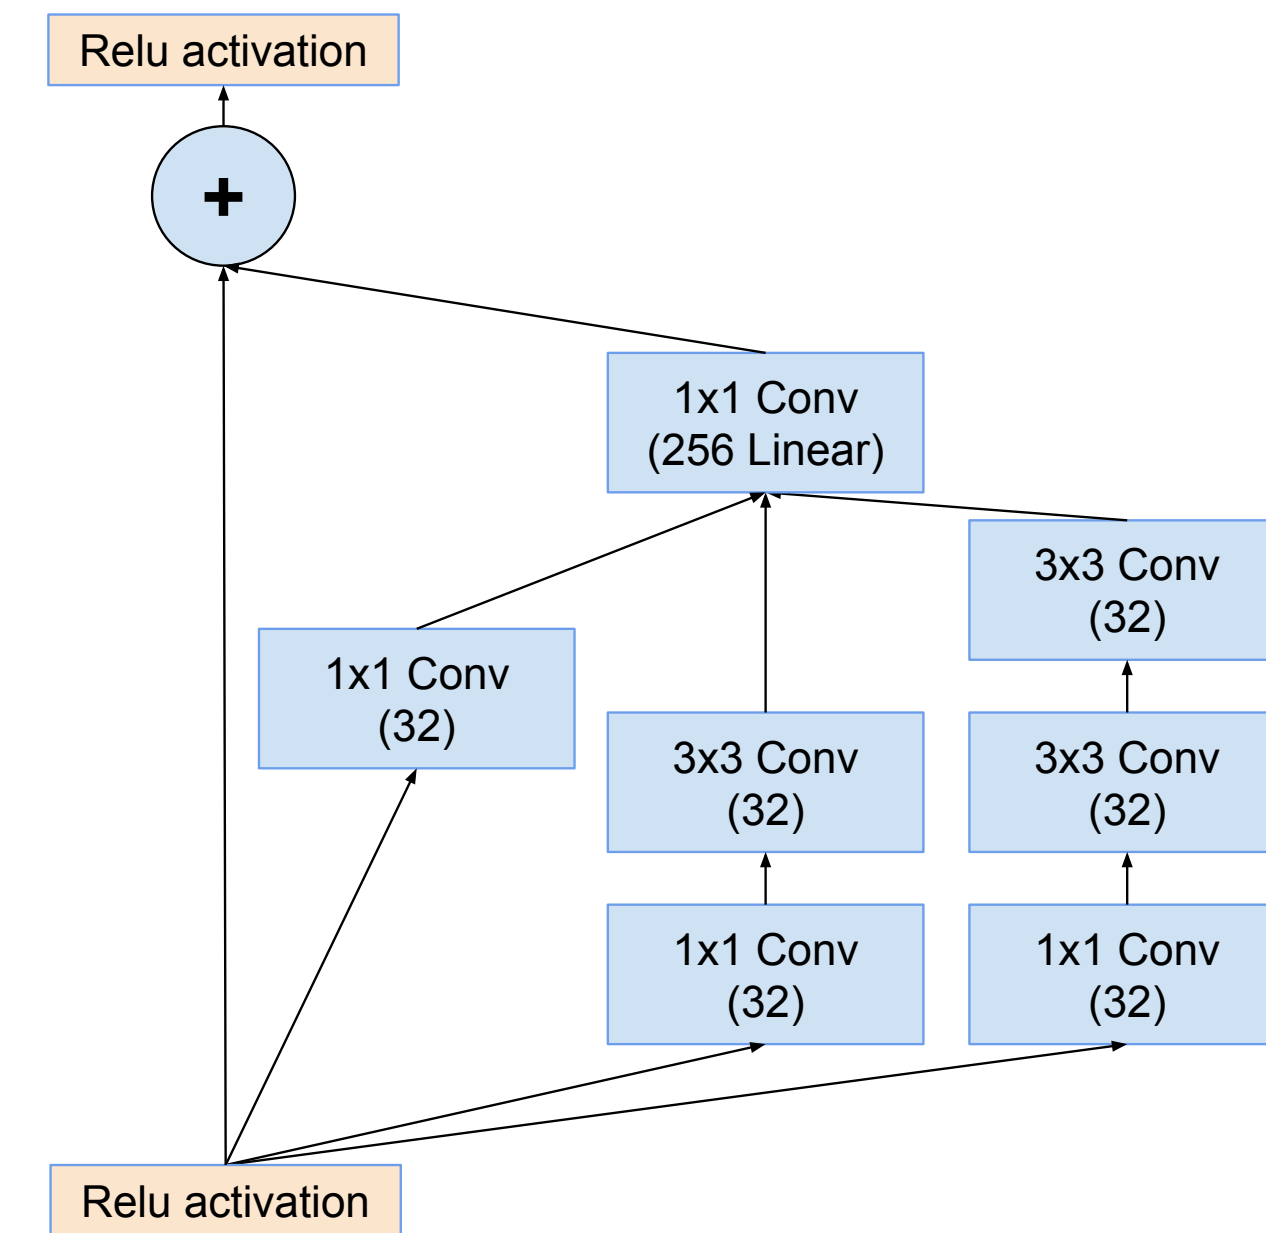 Relu activation
+
1x1 Conv
(256 Linear)
3x3 Conv
(32)
1x1 Conv
(32)
3x3 Conv
(32)
3x3 Conv
(32)
1x1 Conv
(32)
1x1 Conv
(32)
Relu activation